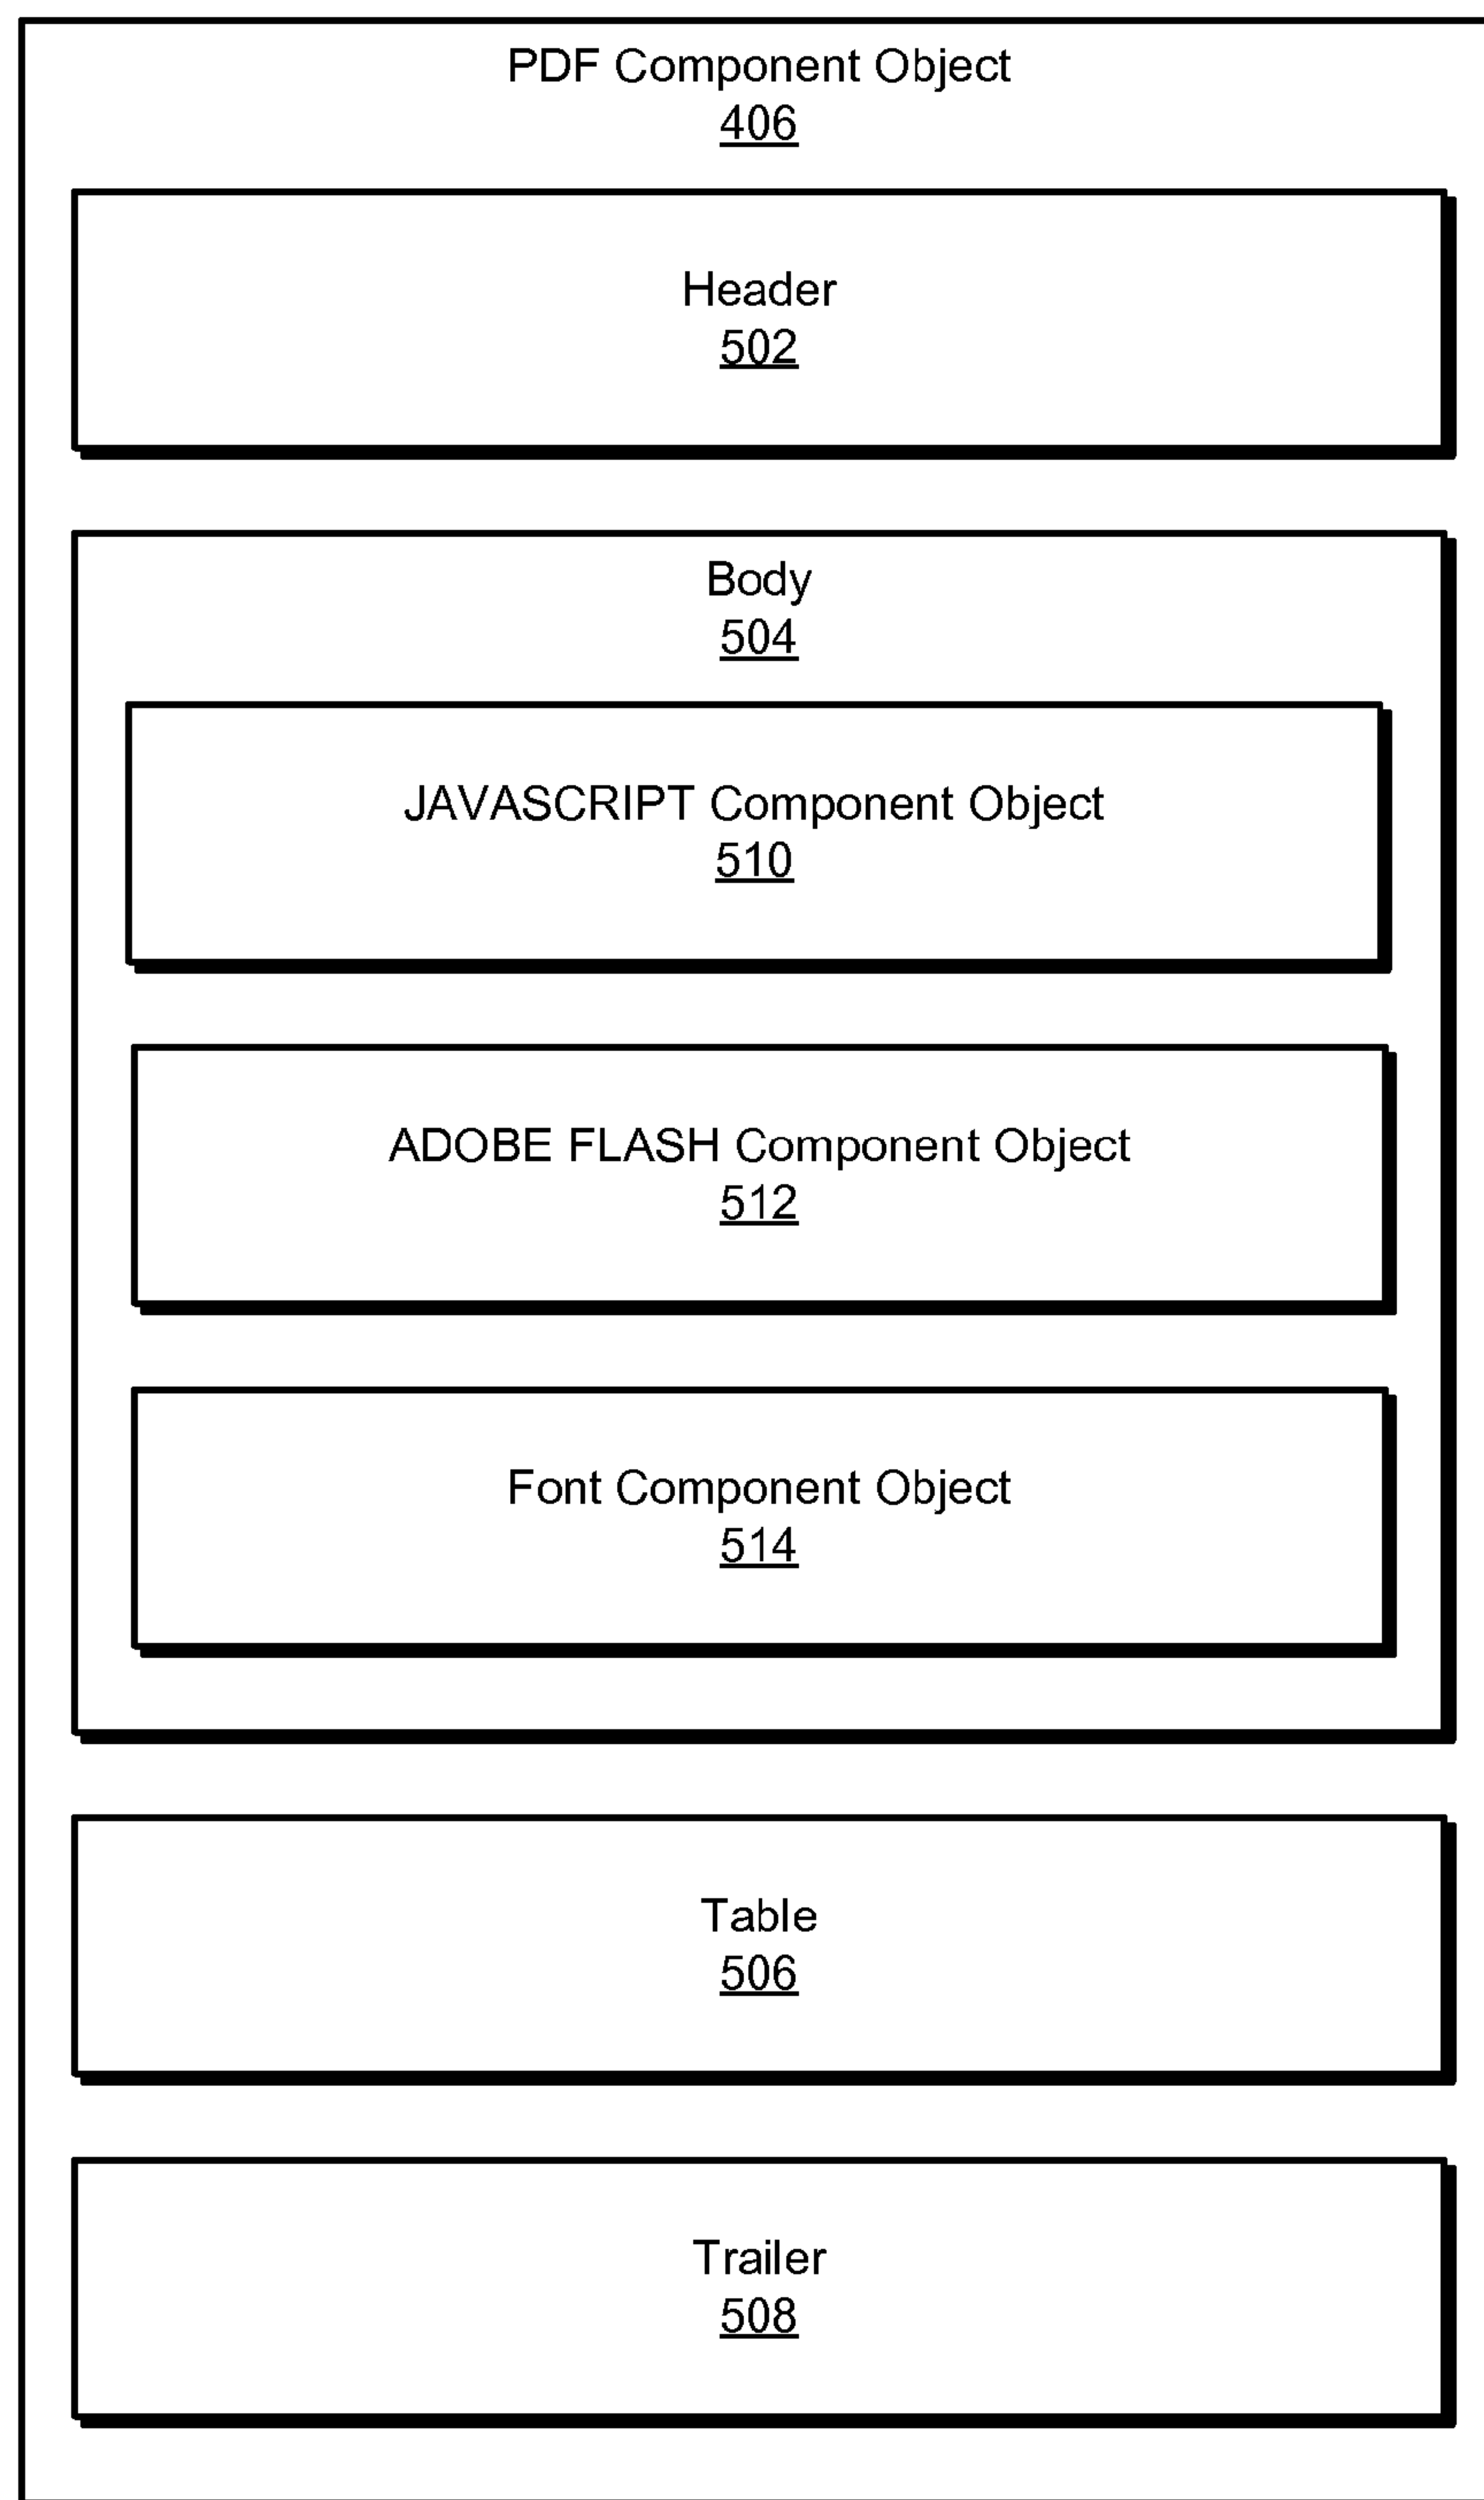 PDF Component Object
406
Header
502
Body
504
JAVASCRIPT Component Object
510
ADOBE FLASH Component Object
512
Font Component Object
514
Table
506
Trailer
508